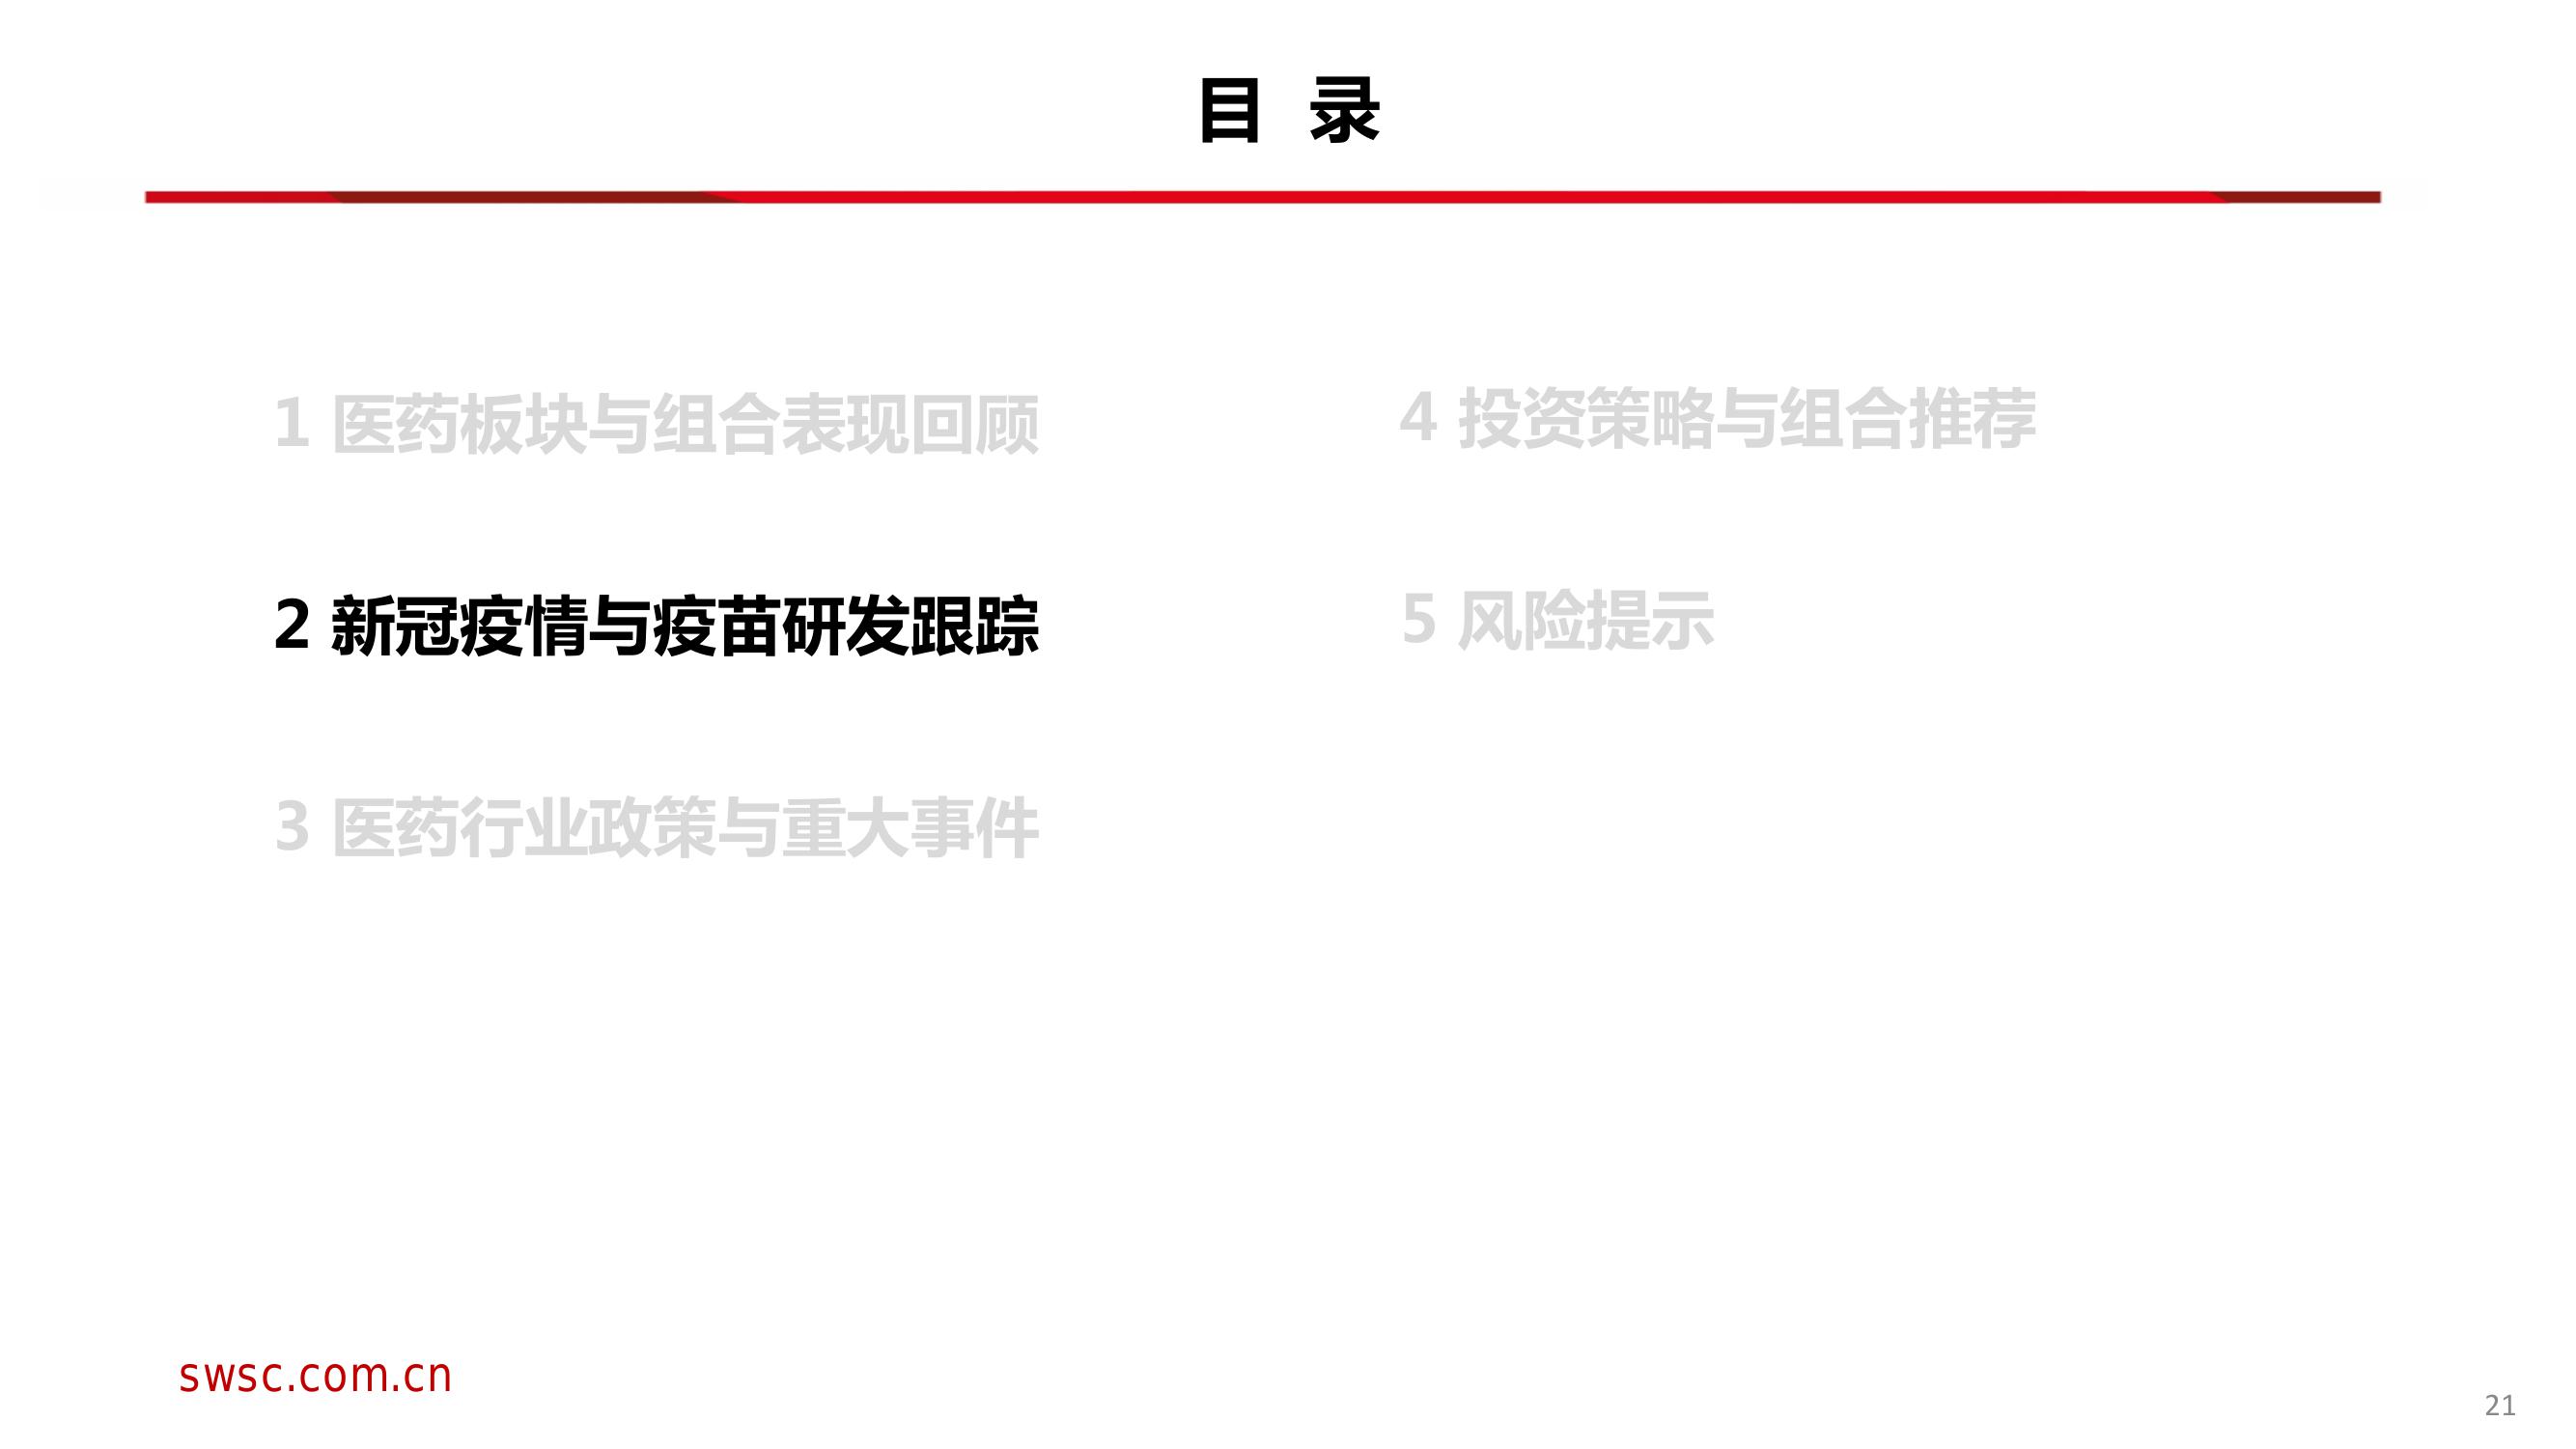 目 录
1 医药板块与组合表现回顾
2 新冠疫情与疫苗研发跟踪
3 医药行业政策与重大事件
4 投资策略与组合推荐
5 风险提示
swsc.com.cn
21